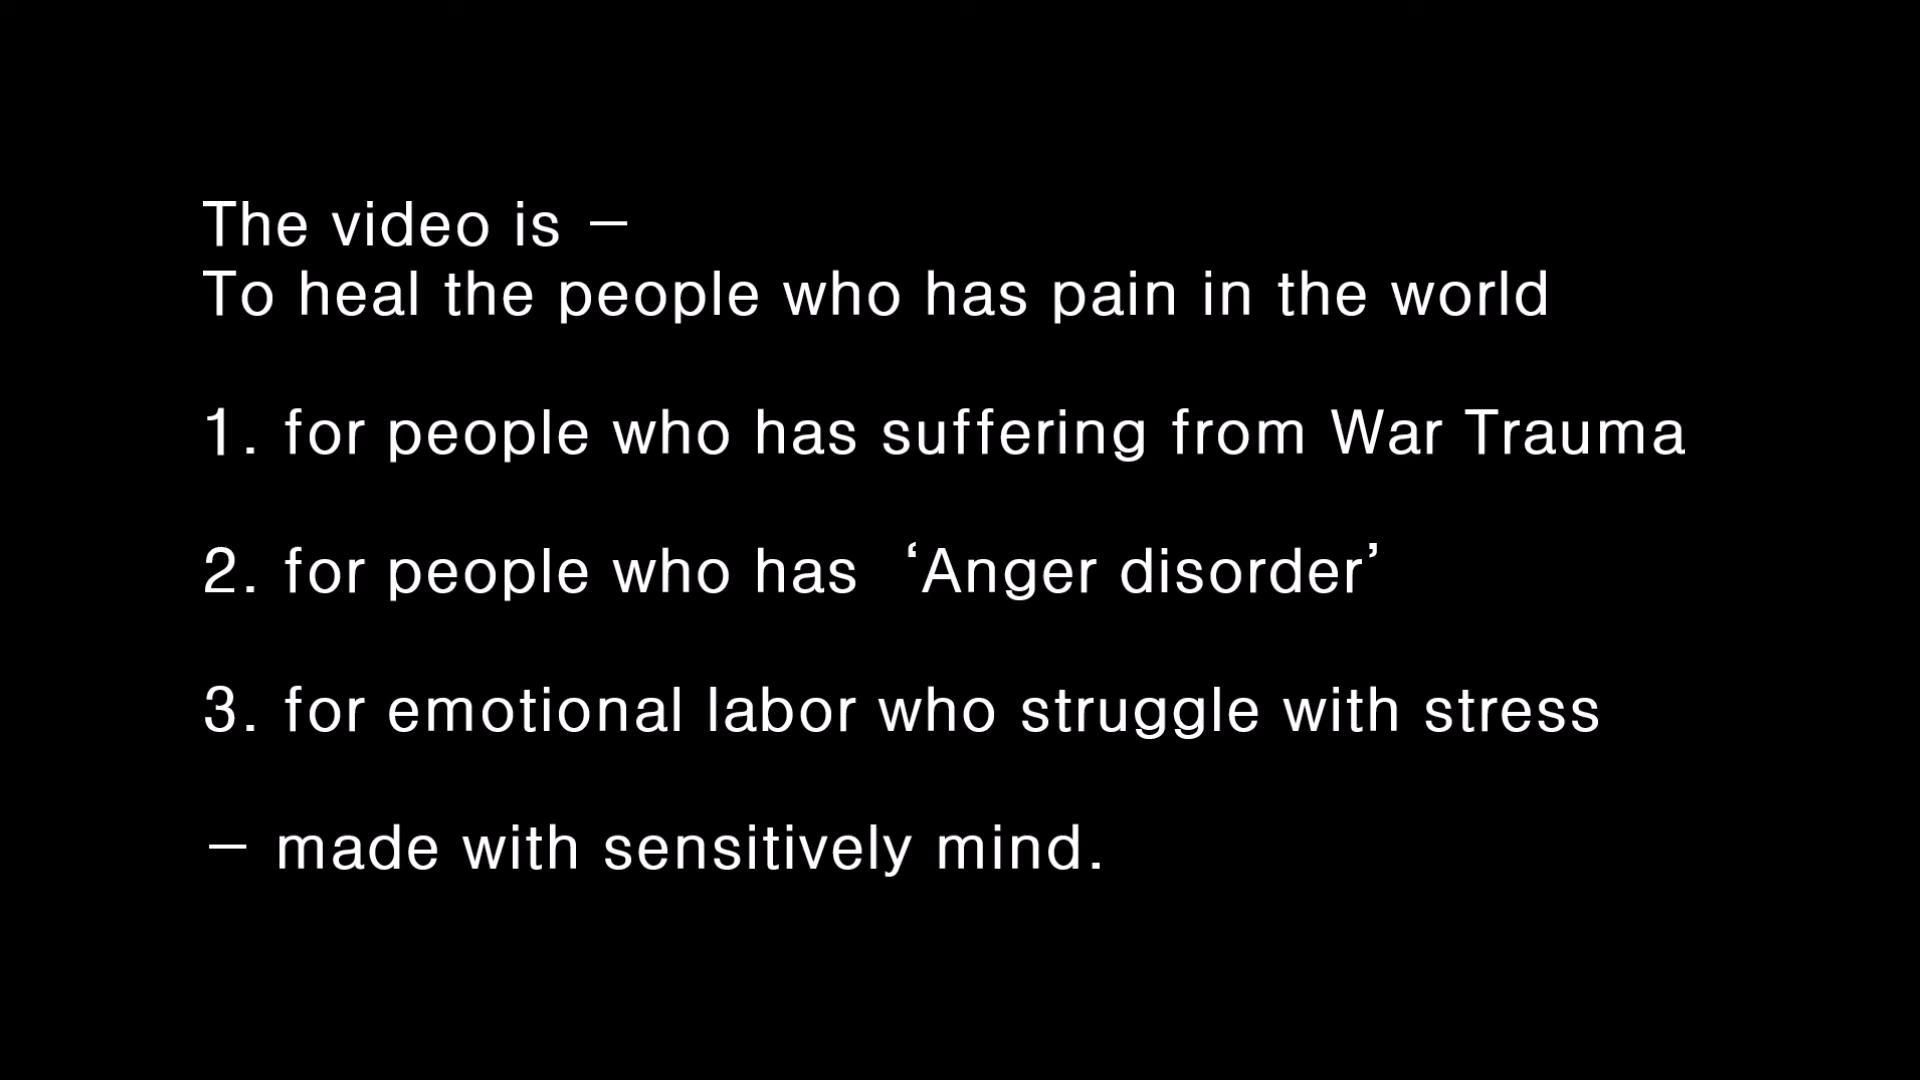 The video is –
To heal the people who has pain in the world
1. for people who has suffering from War Trauma
2. for people who has ‘Anger disorder’
3. for emotional labor who struggle with stress
– made with sensitively mind.